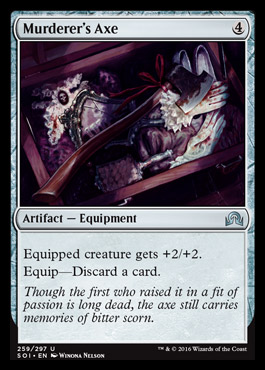 Murderer's Axe 4
Artifact — Equipment
Equipped creature gets +2/+2.
Equip—Discard a card.
Though the first who raised it in a fit of
passion is long dead, the axe still carries
memories of bitter scorn.
259/297 U
SOI • EN Winona Nelson
™ & © 2016 Wizards of the Coast